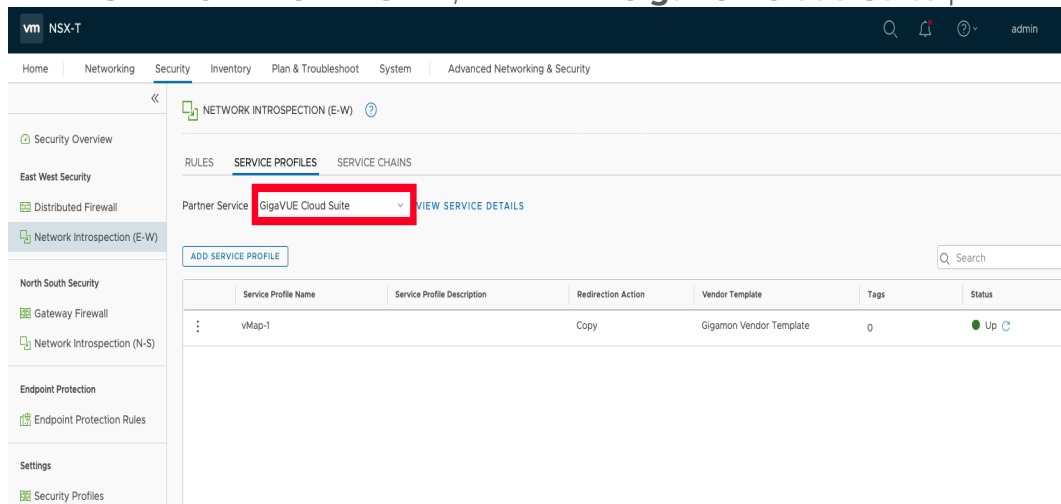 vm NSX-T
admin
Home Networking Security Inventory Plan & Troubleshoot System Advanced Networking & Security
NETWORK INTROSPECTION (E-W)
Security Overview
RULES SERVICE PROFILES SERVICE CHAINS
East West Security
Distributed Firewall
Partner Service GigaVUE Cloud Suite VIEW SERVICE DETAILS
Network Introspection (E-W)
ADD SERVICE PROFILE
Search
North South Security
Service Profile Name Service Profile Description Redirection Action Vendor Template Tags Status
Gateway Firewall
vMap-1 Copy Gigamon Vendor Template 0 Up
Network Introspection (N-S)
Endpoint Protection
Endpoint Protection Rules
Settings
Security Profiles